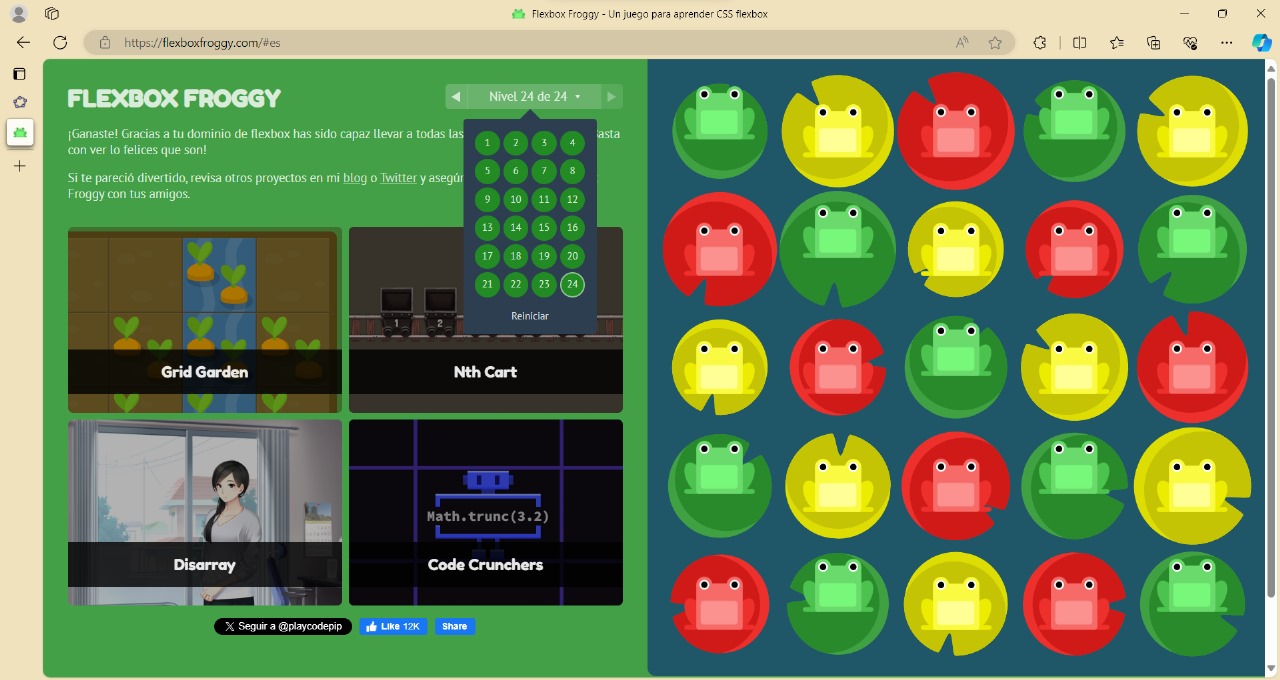 Flexbox Froggy - Un juego para aprender CSS flexbox
https://flexboxfroggy.com/#es
FLEXBOX FROGGY
Nivel 24 de 24
¡Ganaste! Gracias a tu dominio de flexbox has sido capaz llevar a todas las
con ver lo felices que son!
Si te pareció divertido, revisa otros proyectos en mi blog o Twitter y
Froggy con tus amigos.
1 2 3 4
5 6 7 8
9 10 11 12
13 14 15 16
17 18 19 20
21 22 23 24
Reiniciar
1 2
Grid Garden
Nth Cart
Math.trunc(3.2)
Disarray
Code Crunchers
Seguir a @playcodepip
Like 12K
Share